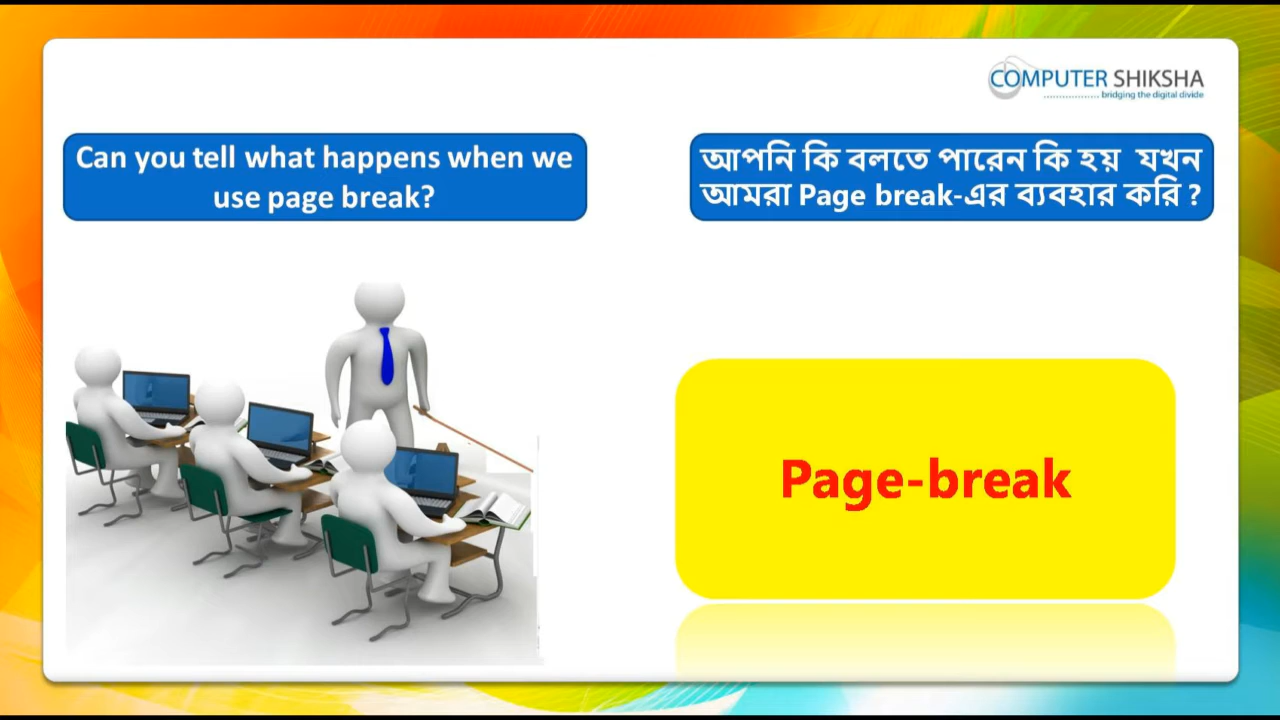 COMPUTER SHIKSHA
bridging the digital divide
Can you tell what happens when we
use page break?
আপনি কি বলতে পারেন কি হয় যখন
আমরা Page break-এর ব্যবহার করি ?
Page-break